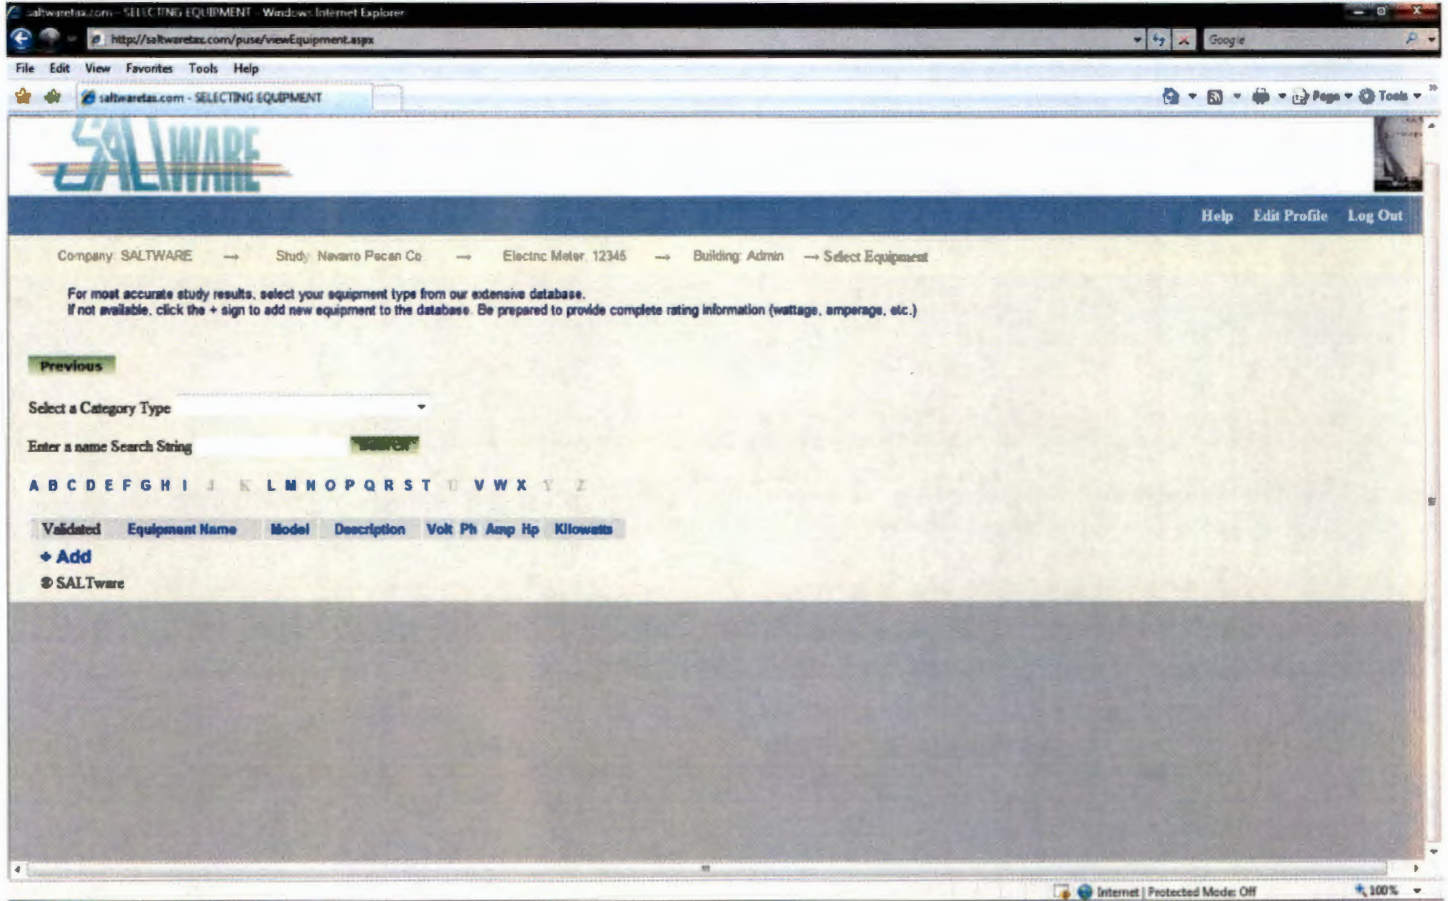 saltwaretax.com - SELECTING EQUIPMENT - Windows Internet Explorer
http://saltwaretax.com/puse/viewEquipment.aspx
Google
File Edit View Favorites Tools Help
saltwaretax.com - SELECTING EQUIPMENT
Page Tools
SALTWARE
Help Edit Profile Log Out
Company: SALTWARE → Study: Navarro Pecan Co → Electric Meter: 12345 → Building: Admin → Select Equipment
For most accurate study results, select your equipment type from our extensive database.
If not available, click the + sign to add new equipment to the database. Be prepared to provide complete rating information (wattage, amperage, etc.)
Previous
Select a Category Type
Enter a name Search String Search
A B C D E F G H I J K L M N O P Q R S T U V W X Y Z
Validated Equipment Name Model Description Volt Ph Amp Hp Kilowatts
+ Add
© SALTware
Internet | Protected Mode: Off 100%